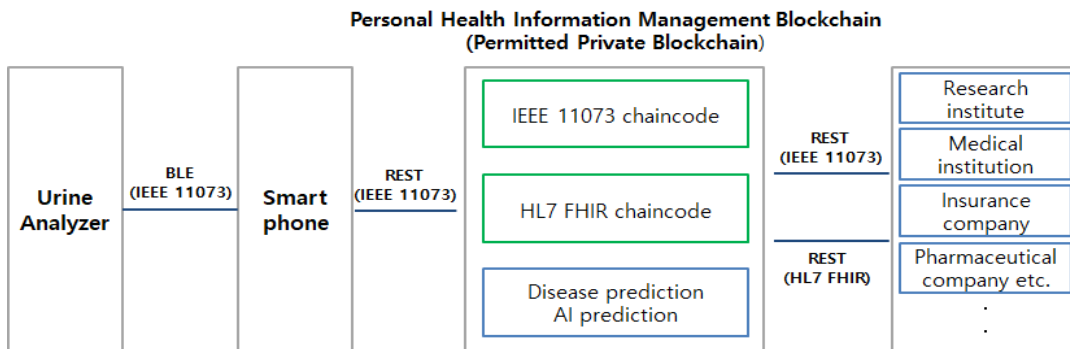 Personal Health Information Management Blockchain
(Permitted Private Blockchain)
Urine
Analyzer
BLE
(IEEE 11073)
Smart
phone
REST
(IEEE 11073)
IEEE 11073 chaincode
HL7 FHIR chaincode
Disease prediction
AI prediction
REST
(IEEE 11073)
REST
(HL7 FHIR)
Research
institute
Medical
institution
Insurance
company
Pharmaceutical
company etc.
.
.